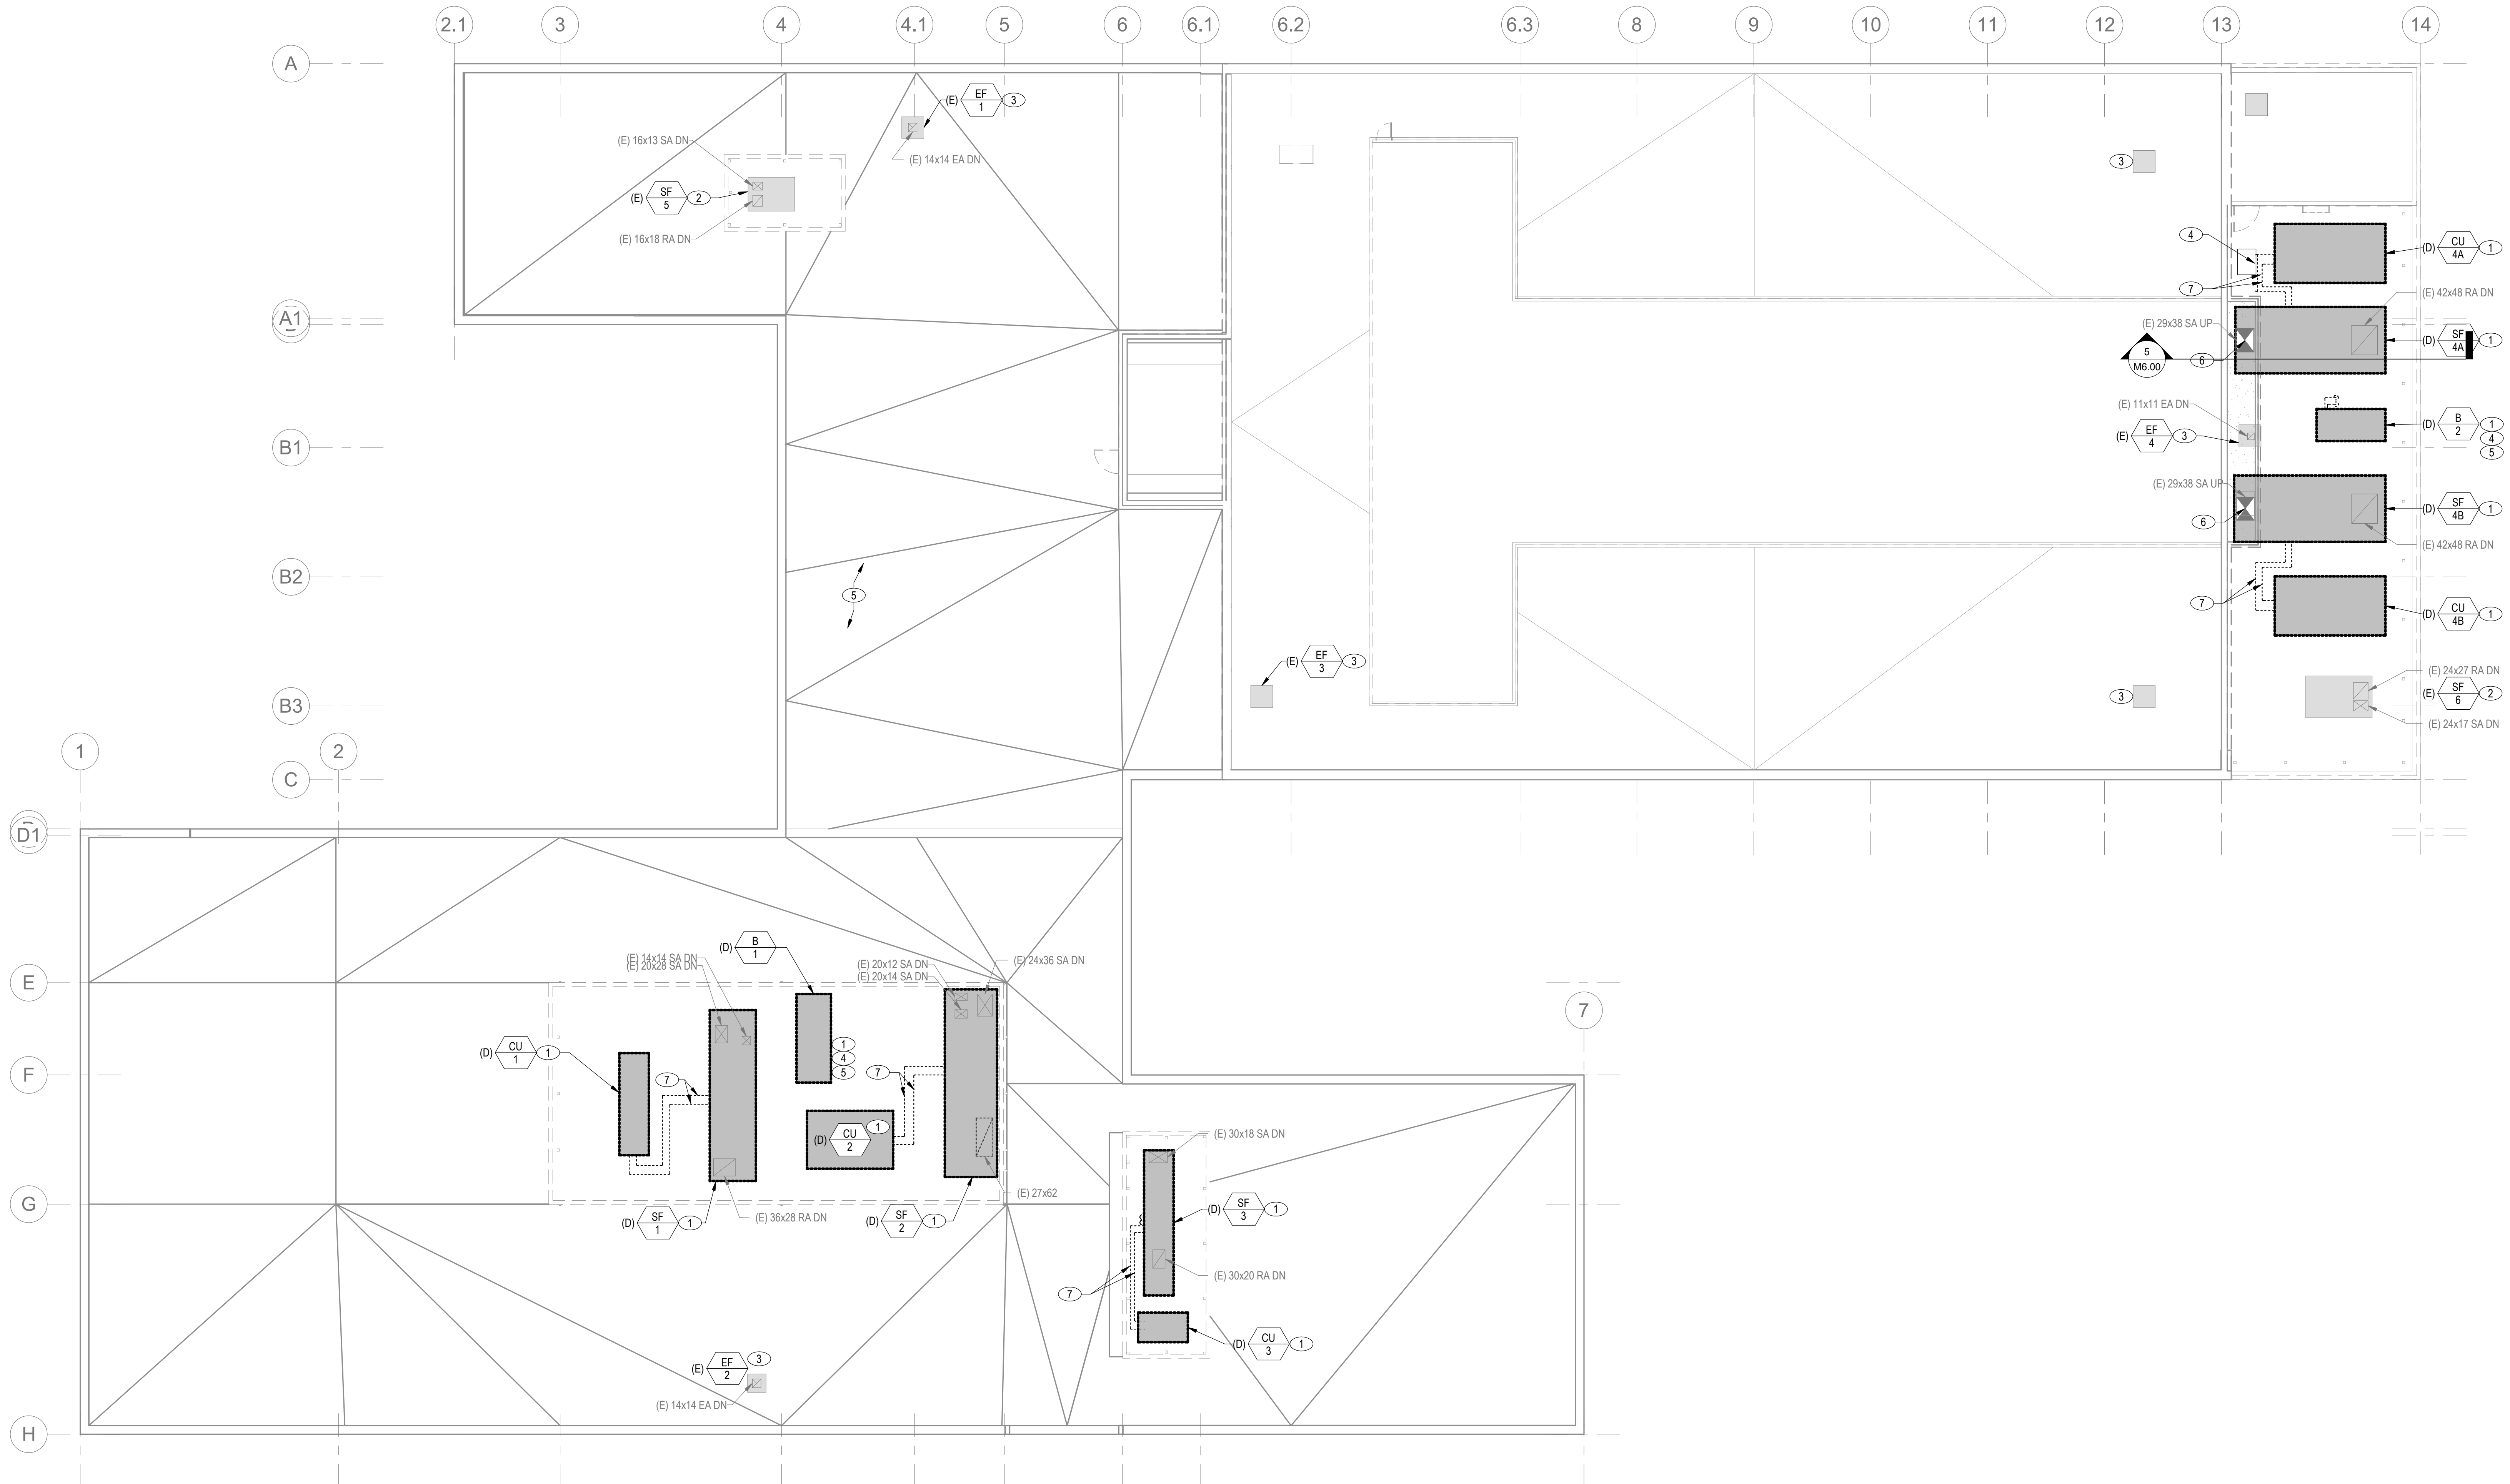 2.1
3
4
4.1
5
6
6.1
6.2
6.3
8
9
10
11
12
13
14
A
(E) EF 1 3
(E) 14x14 EA DN
(E) 16x13 SA DN
(E) SF 5 2
(E) 16x18 RA DN
3
4
(D) CU 4A 1
7
(E) 42x48 RA DN
A1
(E) 29x38 SA UP
(D) SF 4A 1
5
M6.00
6
(E) 11x11 EA DN
(D) B 2 1
4
5
(E) EF 4 3
B1
(E) 29x38 SA UP
(D) SF 4B 1
6
(E) 42x48 RA DN
B2
5
7
(D) CU 4B 1
(E) EF 3 3
(E) 24x27 RA DN
3
(E) SF 6 2
(E) 24x17 SA DN
B3
1
2
C
D1
(D) B 1
(E) 14x14 SA DN
(E) 20x28 SA DN
(E) 20x12 SA DN
(E) 20x14 SA DN
(E) 24x36 SA DN
E
7
(D) CU 1 1
1
4
5
7
7
F
(D) CU 2 1
(E) 30x18 SA DN
(E) 27x62
G
(D) SF 1 1
(E) 36x28 RA DN
(D) SF 2 1
(D) SF 3 1
(E) 30x20 RA DN
7
(D) CU 3 1
(E) EF 2 3
(E) 14x14 EA DN
H